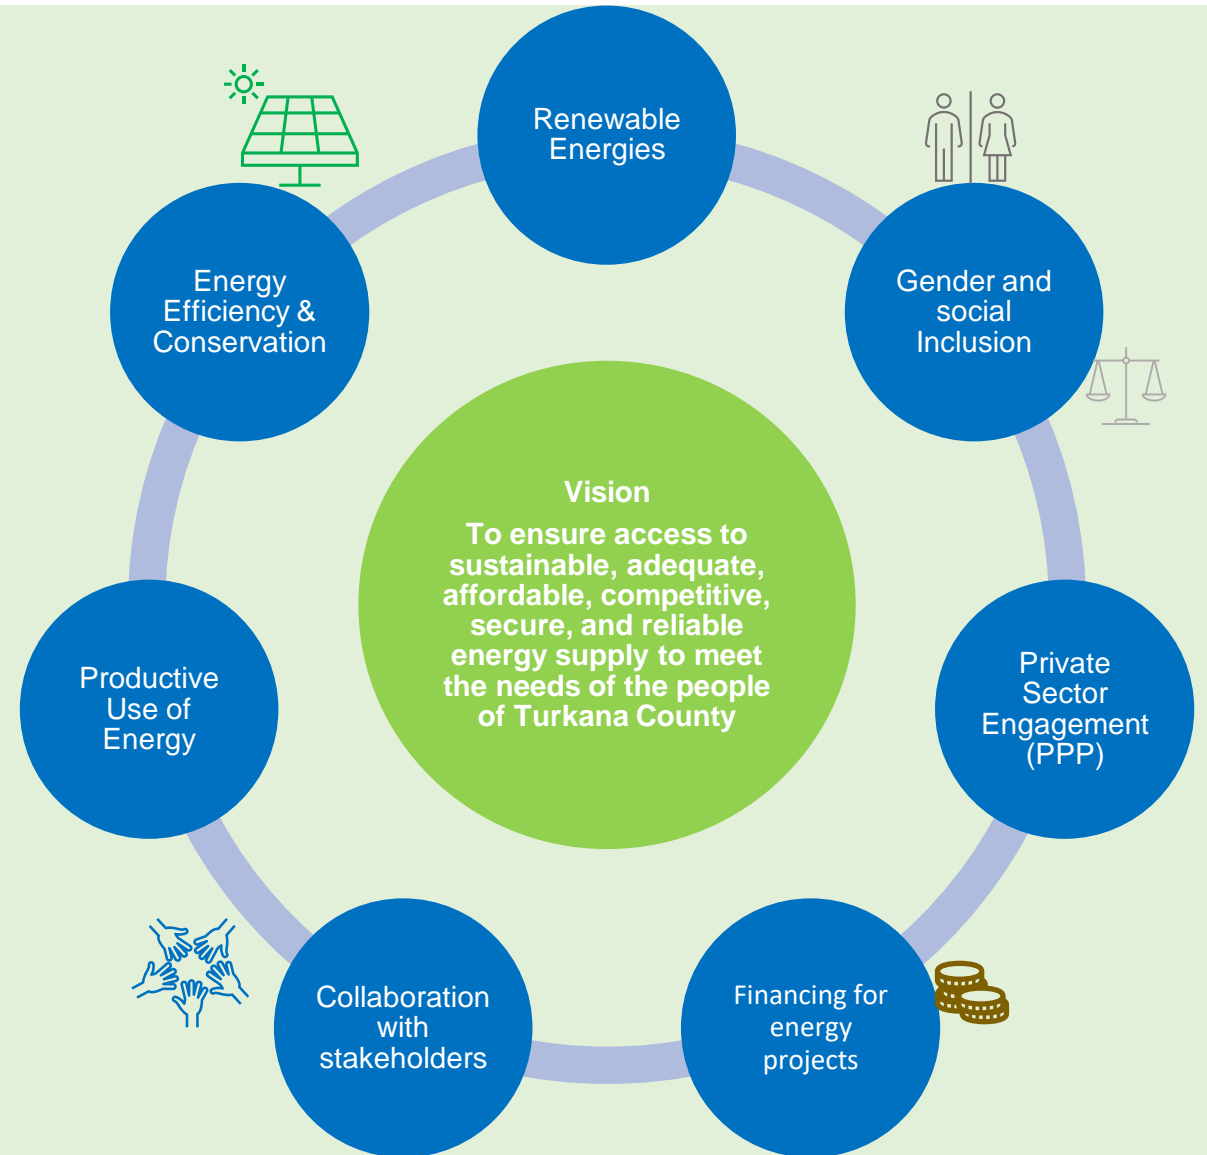 Renewable
Energies
Gender and
social
Inclusion
Private
Sector
Engagement
(PPP)
Financing for
energy
projects
Collaboration
with
stakeholders
Productive
Use of
Energy
Energy
Efficiency &
Conservation
Vision
To ensure access to
sustainable, adequate,
affordable, competitive,
secure, and reliable
energy supply to meet
the needs of the people
of Turkana County